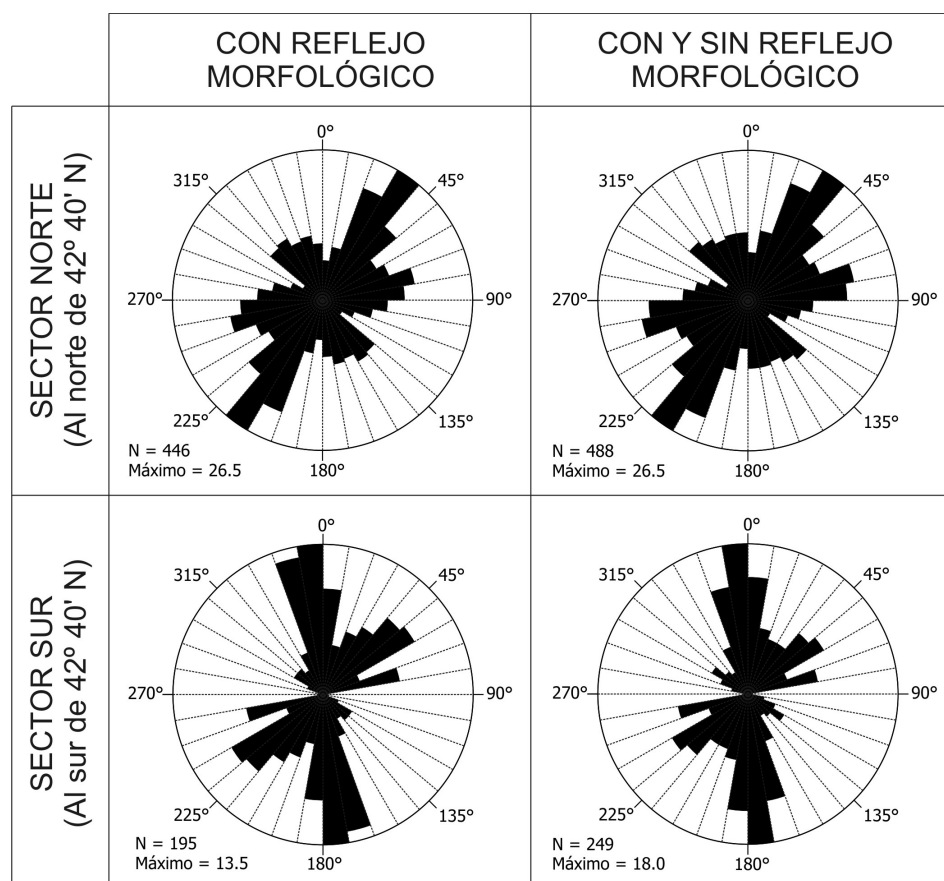 CON REFLEJO
MORFOLÓGICO
CON Y SIN REFLEJO
MORFOLÓGICO
SECTOR NORTE
(Al norte de 42º 40' N)
0°
45°
90°
135°
180°
225°
270°
315°
N = 446
Máximo = 26.5
0°
45°
90°
135°
180°
225°
270°
315°
N = 488
Máximo = 26.5
SECTOR SUR
(Al sur de 42º 40' N)
0°
45°
90°
135°
180°
225°
270°
315°
N = 195
Máximo = 13.5
0°
45°
90°
135°
180°
225°
270°
315°
N = 249
Máximo = 18.0